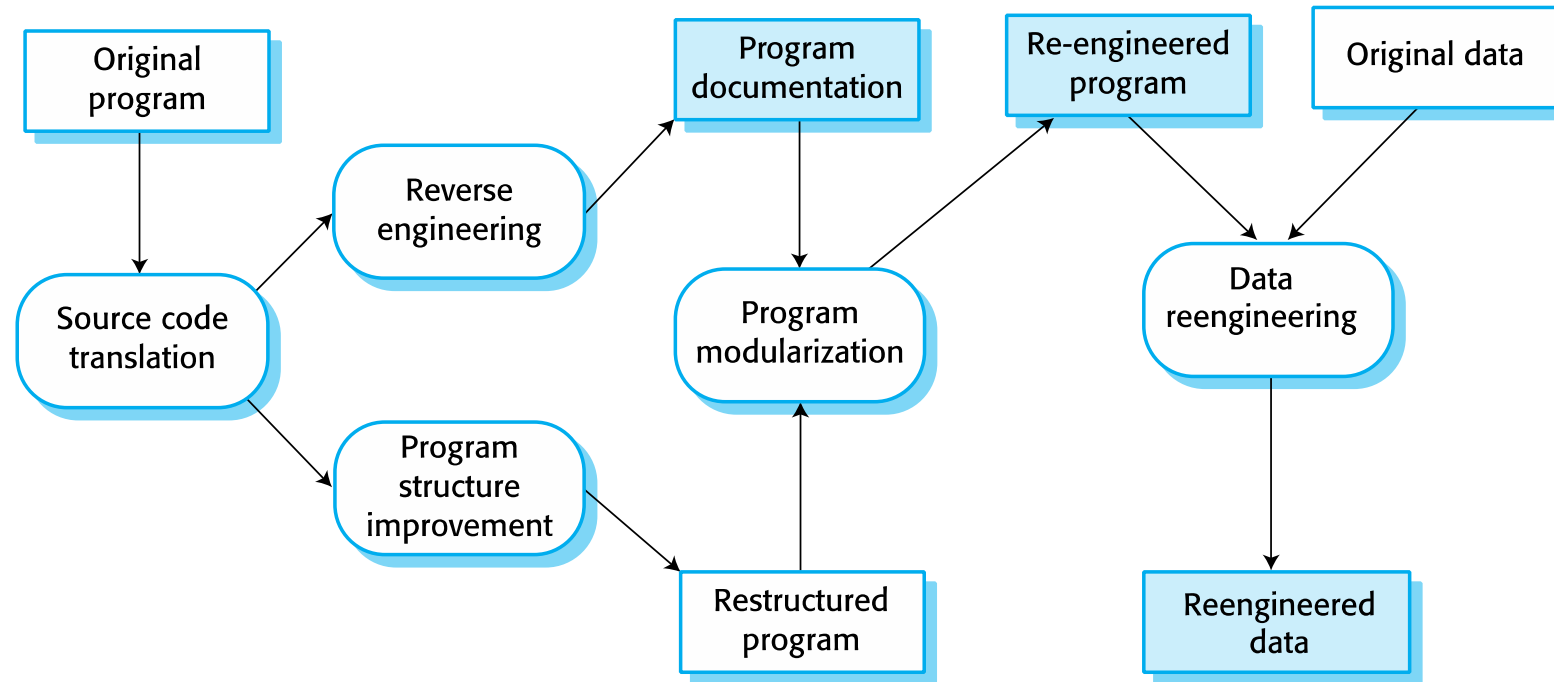 Original
program
Program
documentation
Re-engineered
program
Original data
Reverse
engineering
Source code
translation
Program
modularization
Data
reengineering
Program
structure
improvement
Restructured
program
Reengineered
data